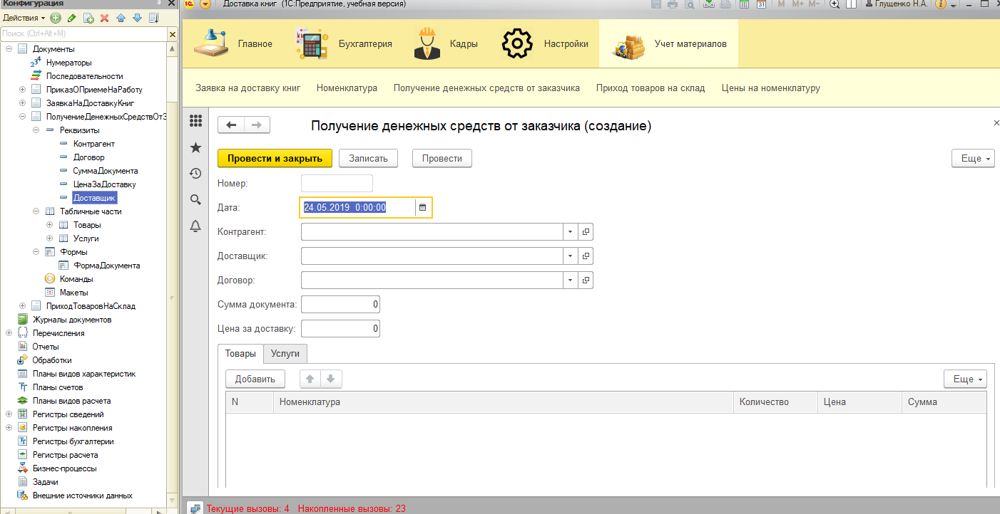 Конфигурация
Действия
Поиск (Ctrl+Alt+M)
Документы
Нумераторы
Последовательности
ПриказОПриемеНаРаботу
ЗаявкаНаДоставкуКниг
ПолучениеДенежныхСредствОтЗ
Реквизиты
Контрагент
Договор
СуммаДокумента
ЦенаЗаДоставку
Доставщик
Табличные части
Товары
Услуги
Формы
ФормаДокумента
Команды
Макеты
ПриходТоваровНаСклад
Журналы документов
Перечисления
Отчеты
Обработки
Планы видов характеристик
Планы счетов
Планы видов расчета
Регистры сведений
Регистры накопления
Регистры бухгалтерии
Регистры расчета
Бизнес-процессы
Задачи
Внешние источники данных
Доставка книг (1С:Предприятие, учебная версия)
M M+ M- Глущенко Н.А.
Главное Бухгалтерия Кадры Настройки Учет материалов
Заявка на доставку книг Номенклатура Получение денежных средств от заказчика Приход товаров на склад Цены на номенклатуру
Получение денежных средств от заказчика (создание)
Провести и закрыть Записать Провести Еще
Номер:
Дата: 24.05.2019 0:00:00
Контрагент:
Доставщик:
Договор:
Сумма документа: 0
Цена за доставку: 0
Товары Услуги
Добавить Еще
N Номенклатура Количество Цена Сумма
Текущие вызовы: 4 Накопленные вызовы: 23